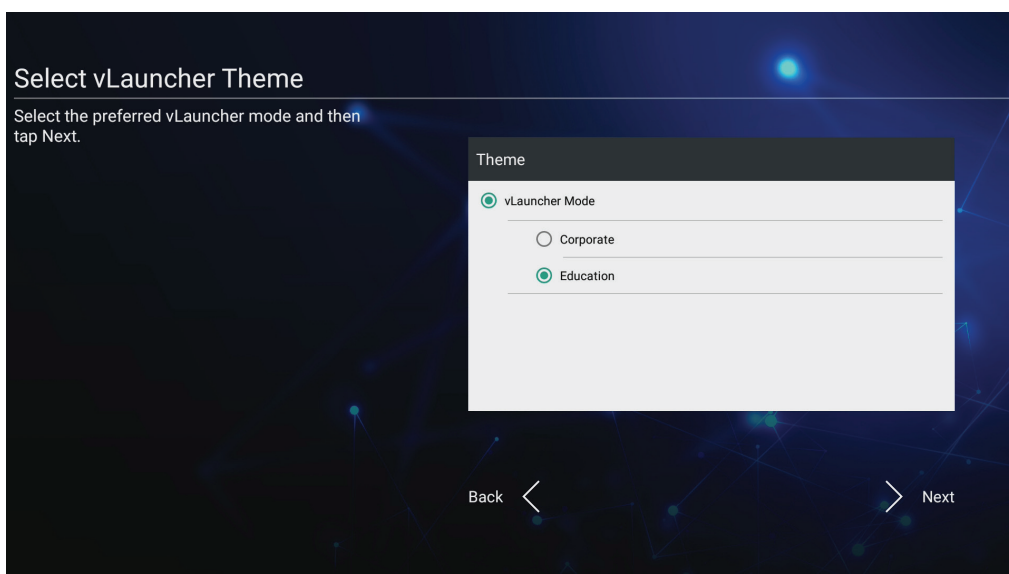 Select vLauncher Theme
Select the preferred vLauncher mode and then
tap Next.
Theme
vLauncher Mode
Corporate
Education
Back
Next